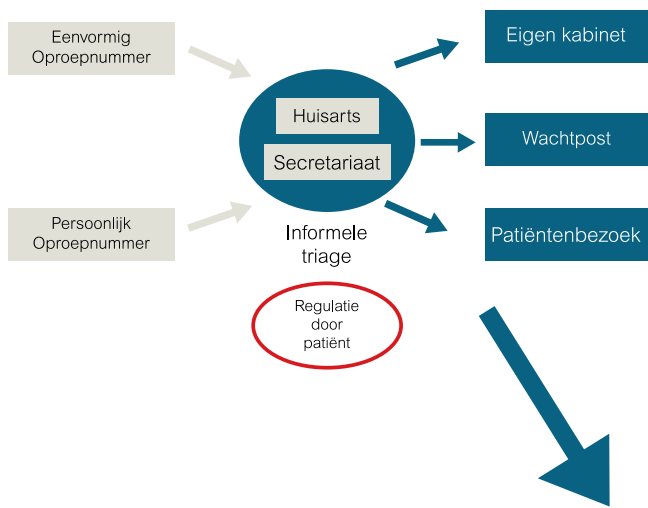 Eenvormig
Oproepnummer
Persoonlijk
Oproepnummer
Huisarts
Secretariaat
Informele
triage
Regulatie
door
patiënt
Eigen kabinet
Wachtpost
Patiëntenbezoek